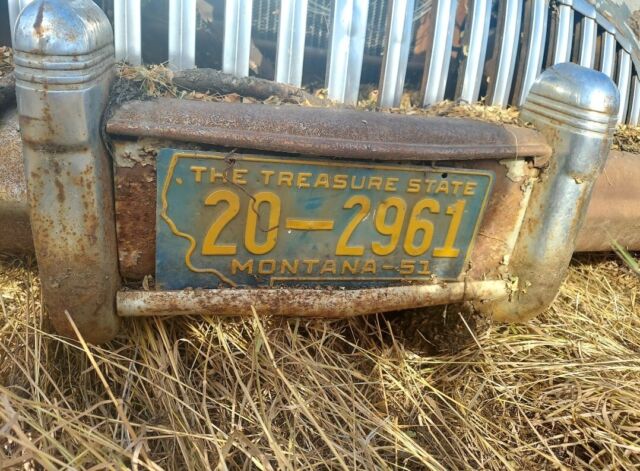 THE TREASURE STATE
20-2961
MONTANA-51